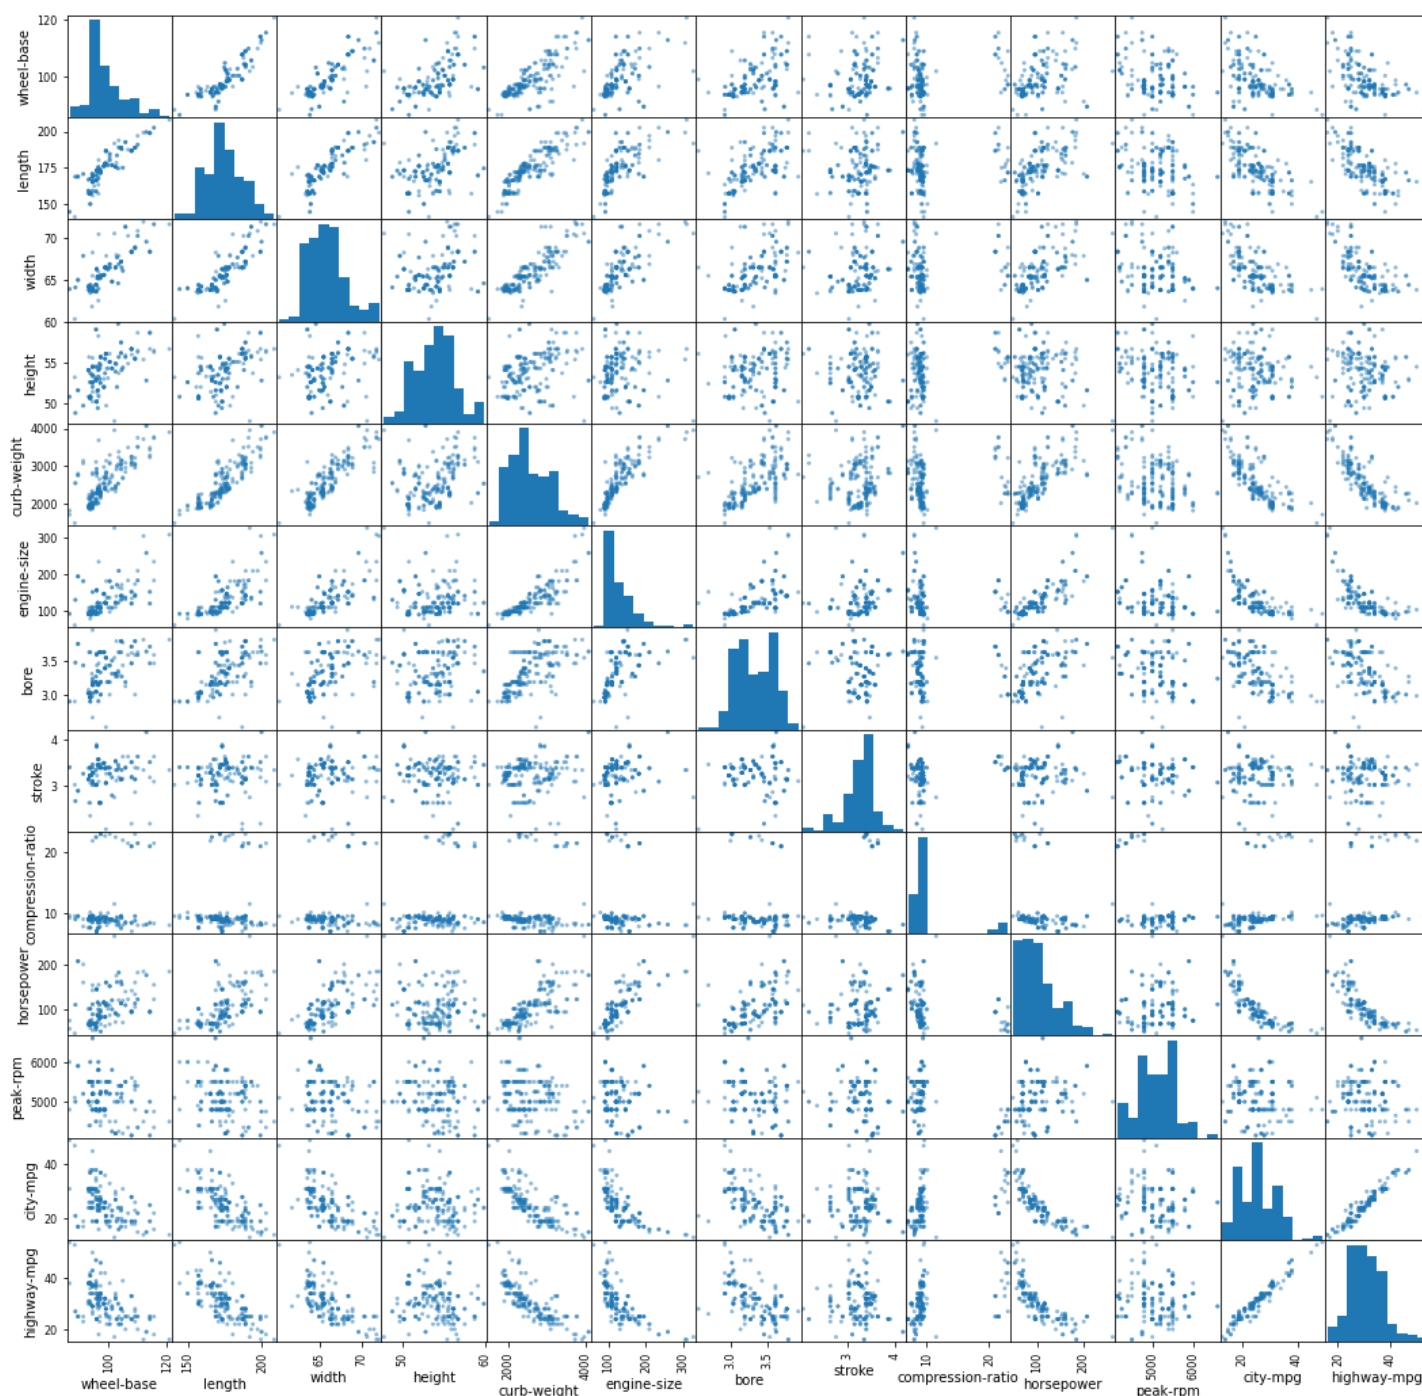 120
100
wheel-base
200
175
150
length
70
65
60
width
55
50
height
4000
3000
2000
curb-weight
300
200
100
engine-size
3.5
3.0
bore
4
3
stroke
20
10
compression-ratio
200
100
horsepower
6000
5000
peak-rpm
40
20
city-mpg
40
20
highway-mpg
100 120 150 200 65 70 50 60 2000 4000 100 200 300 3.0 3.5 3 4 10 20 100 200 5000 6000 20 40 20 40
wheel-base length width height curb-weight engine-size bore stroke compression-ratio horsepower peak-rpm city-mpg highway-mpg